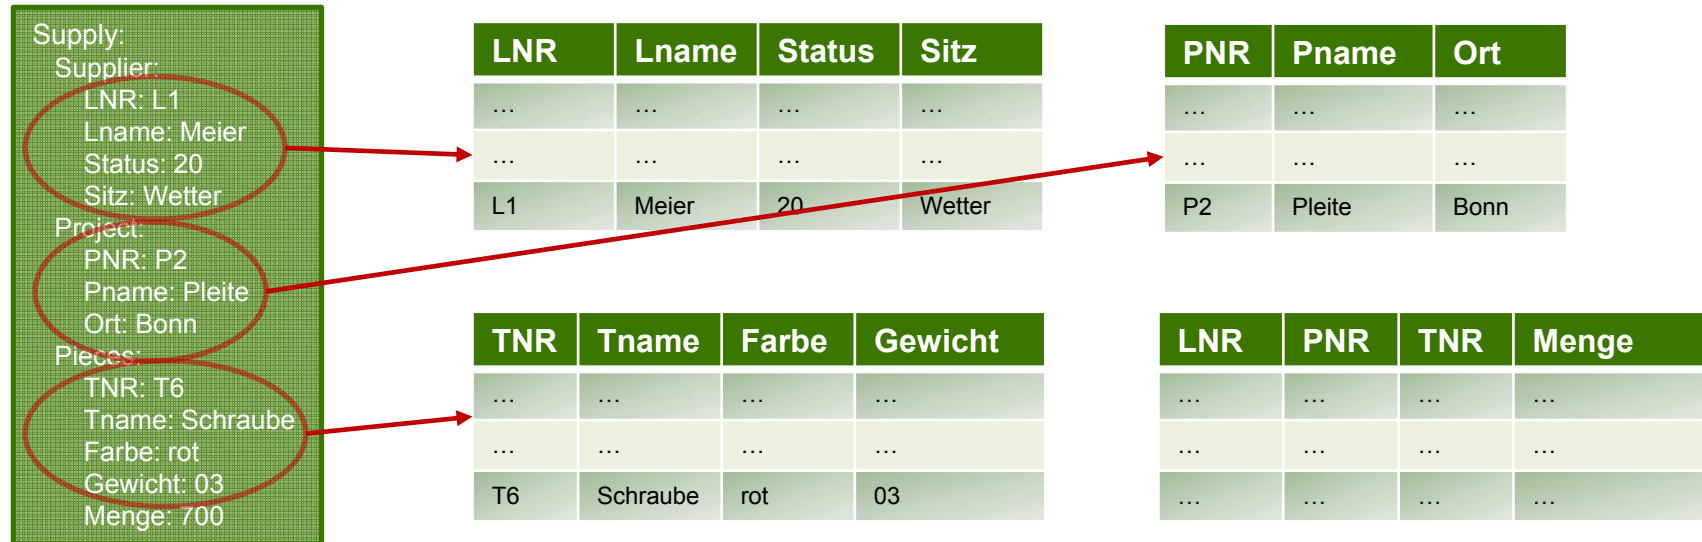 Supply:
Supplier:
LNR: L1
Lname: Meier
Status: 20
Sitz: Wetter
Project:
PNR: P2
Pname: Pleite
Ort: Bonn
Pieces:
TNR: T6
Tname: Schraube
Farbe: rot
Gewicht: 03
Menge: 700
LNR Lname Status Sitz
… … … …
… … … …
L1 Meier 20 Wetter
PNR Pname Ort
… … …
… … …
P2 Pleite Bonn
TNR Tname Farbe Gewicht
… … … …
… … … …
T6 Schraube rot 03
LNR PNR TNR Menge
… … … …
… … … …
… … … …